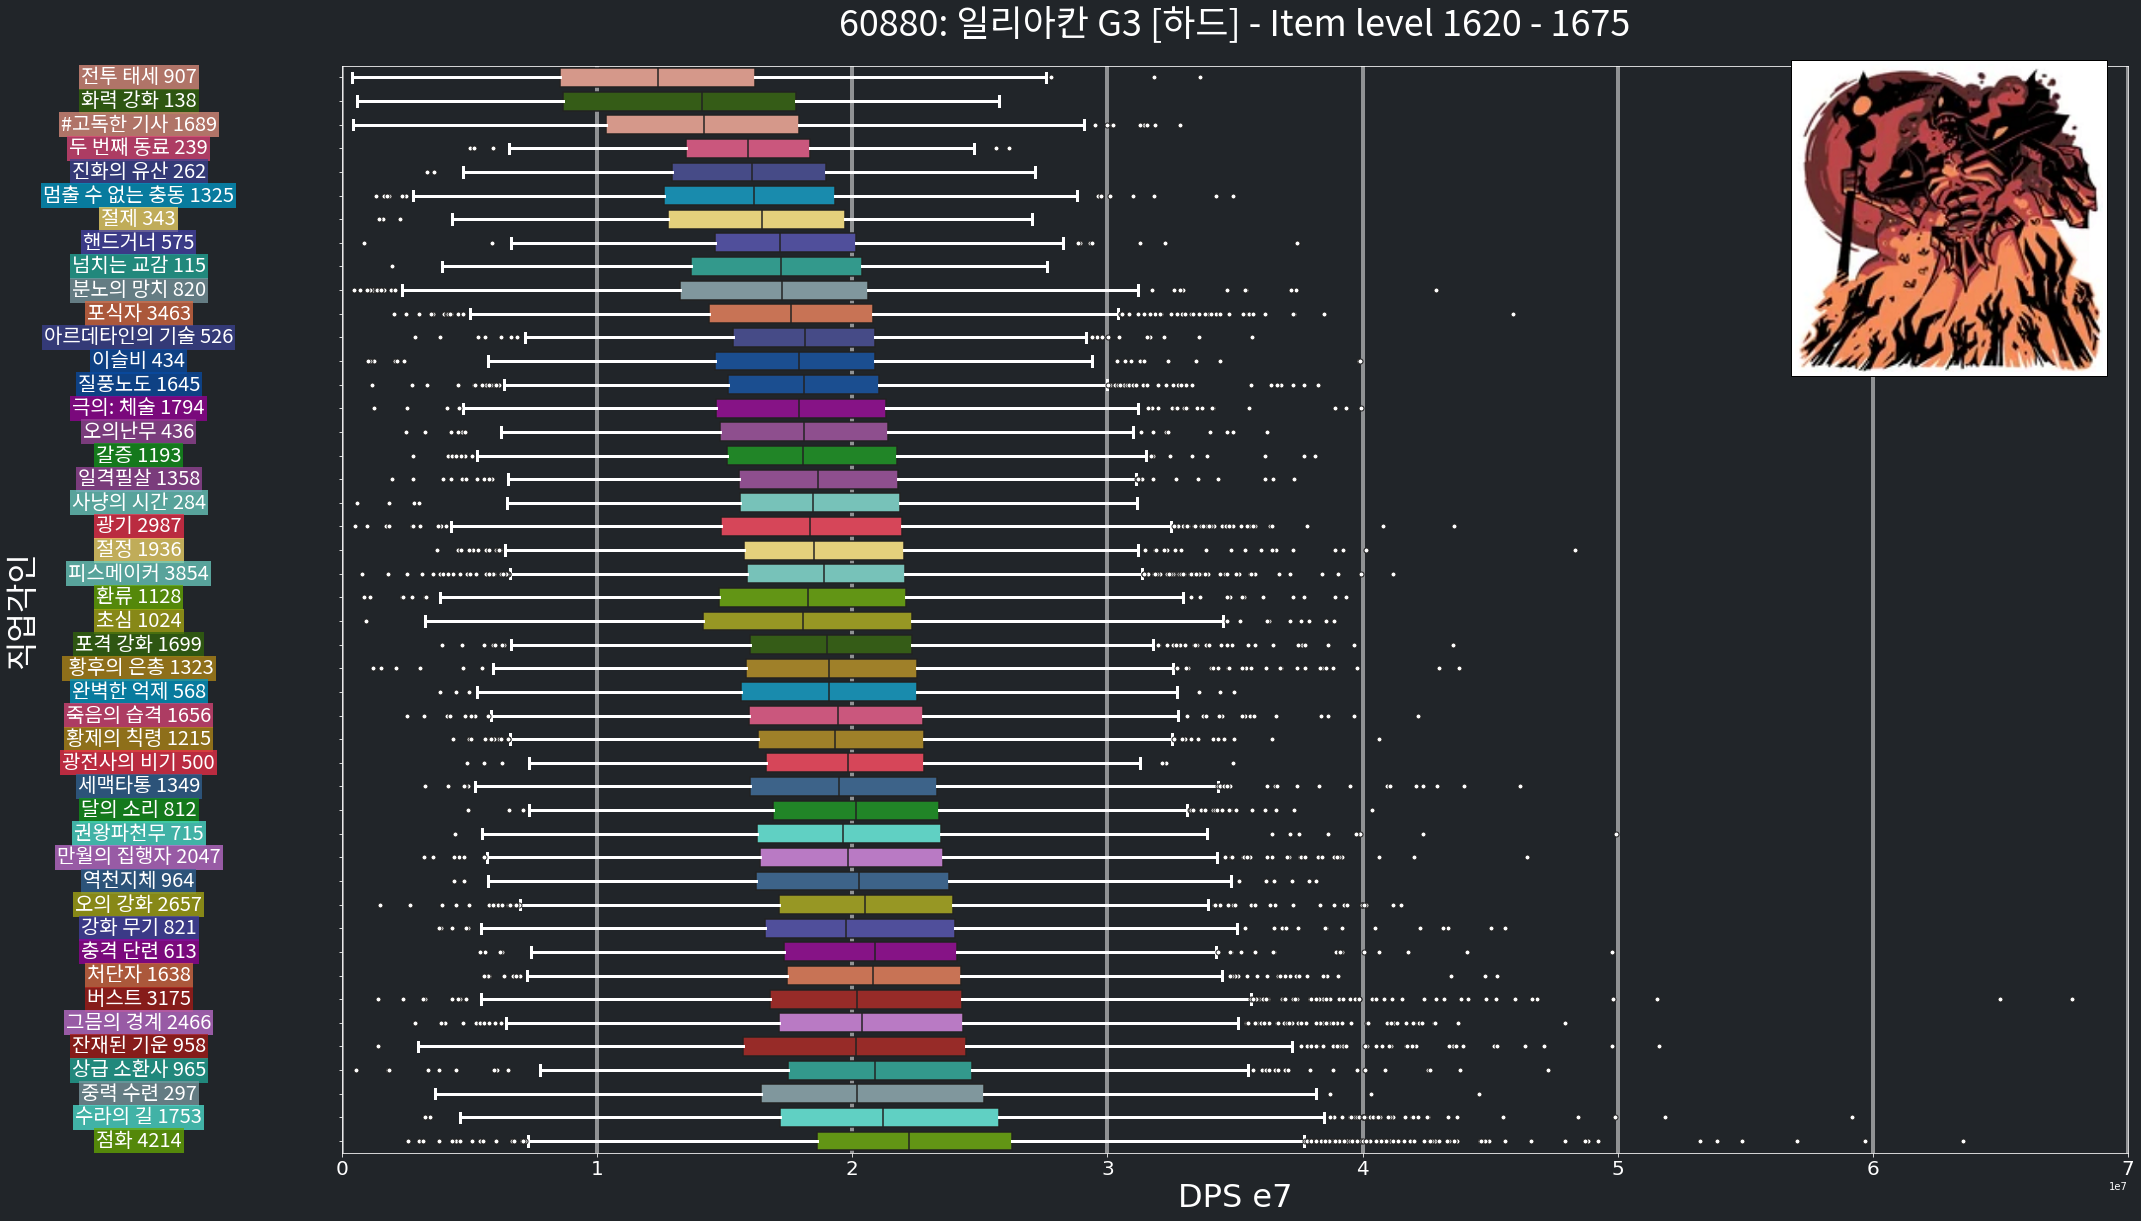 60880: 일리아칸 G3 [하드] - Item level 1620 - 1675
직업각인
전투 태세 907
화력 강화 138
#고독한 기사 1689
두 번째 동료 239
진화의 유산 262
멈출 수 없는 충동 1325
절제 343
핸드거너 575
넘치는 교감 115
분노의 망치 820
포식자 3463
아르데타인의 기술 526
이슬비 434
질풍노도 1645
극의: 체술 1794
오의난무 436
갈증 1193
일격필살 1358
사냥의 시간 284
광기 2987
절정 1936
피스메이커 3854
환류 1128
초심 1024
포격 강화 1699
황후의 은총 1323
완벽한 억제 568
죽음의 습격 1656
황제의 칙령 1215
광전사의 비기 500
세맥타통 1349
달의 소리 812
권왕파천무 715
만월의 집행자 2047
역천지체 964
오의 강화 2657
강화 무기 821
충격 단련 613
처단자 1638
버스트 3175
그믐의 경계 2466
잔재된 기운 958
상급 소환사 965
중력 수련 297
수라의 길 1753
점화 4214
0 1 2 3 4 5 6 7
1e7
DPS e7